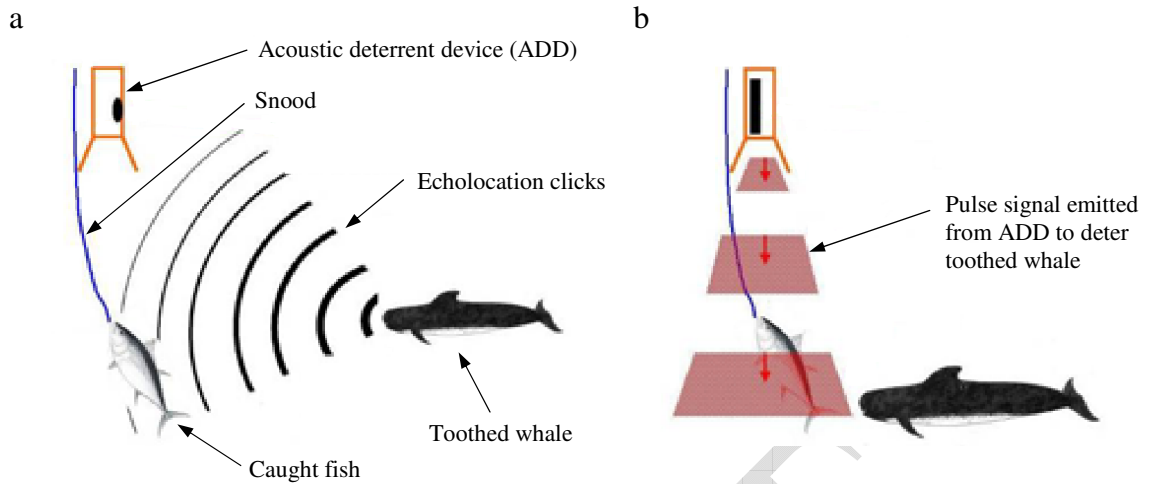 a
Acoustic deterrent device (ADD)
Snood
Echolocation clicks
Toothed whale
Caught fish
b
Pulse signal emitted
from ADD to deter
toothed whale